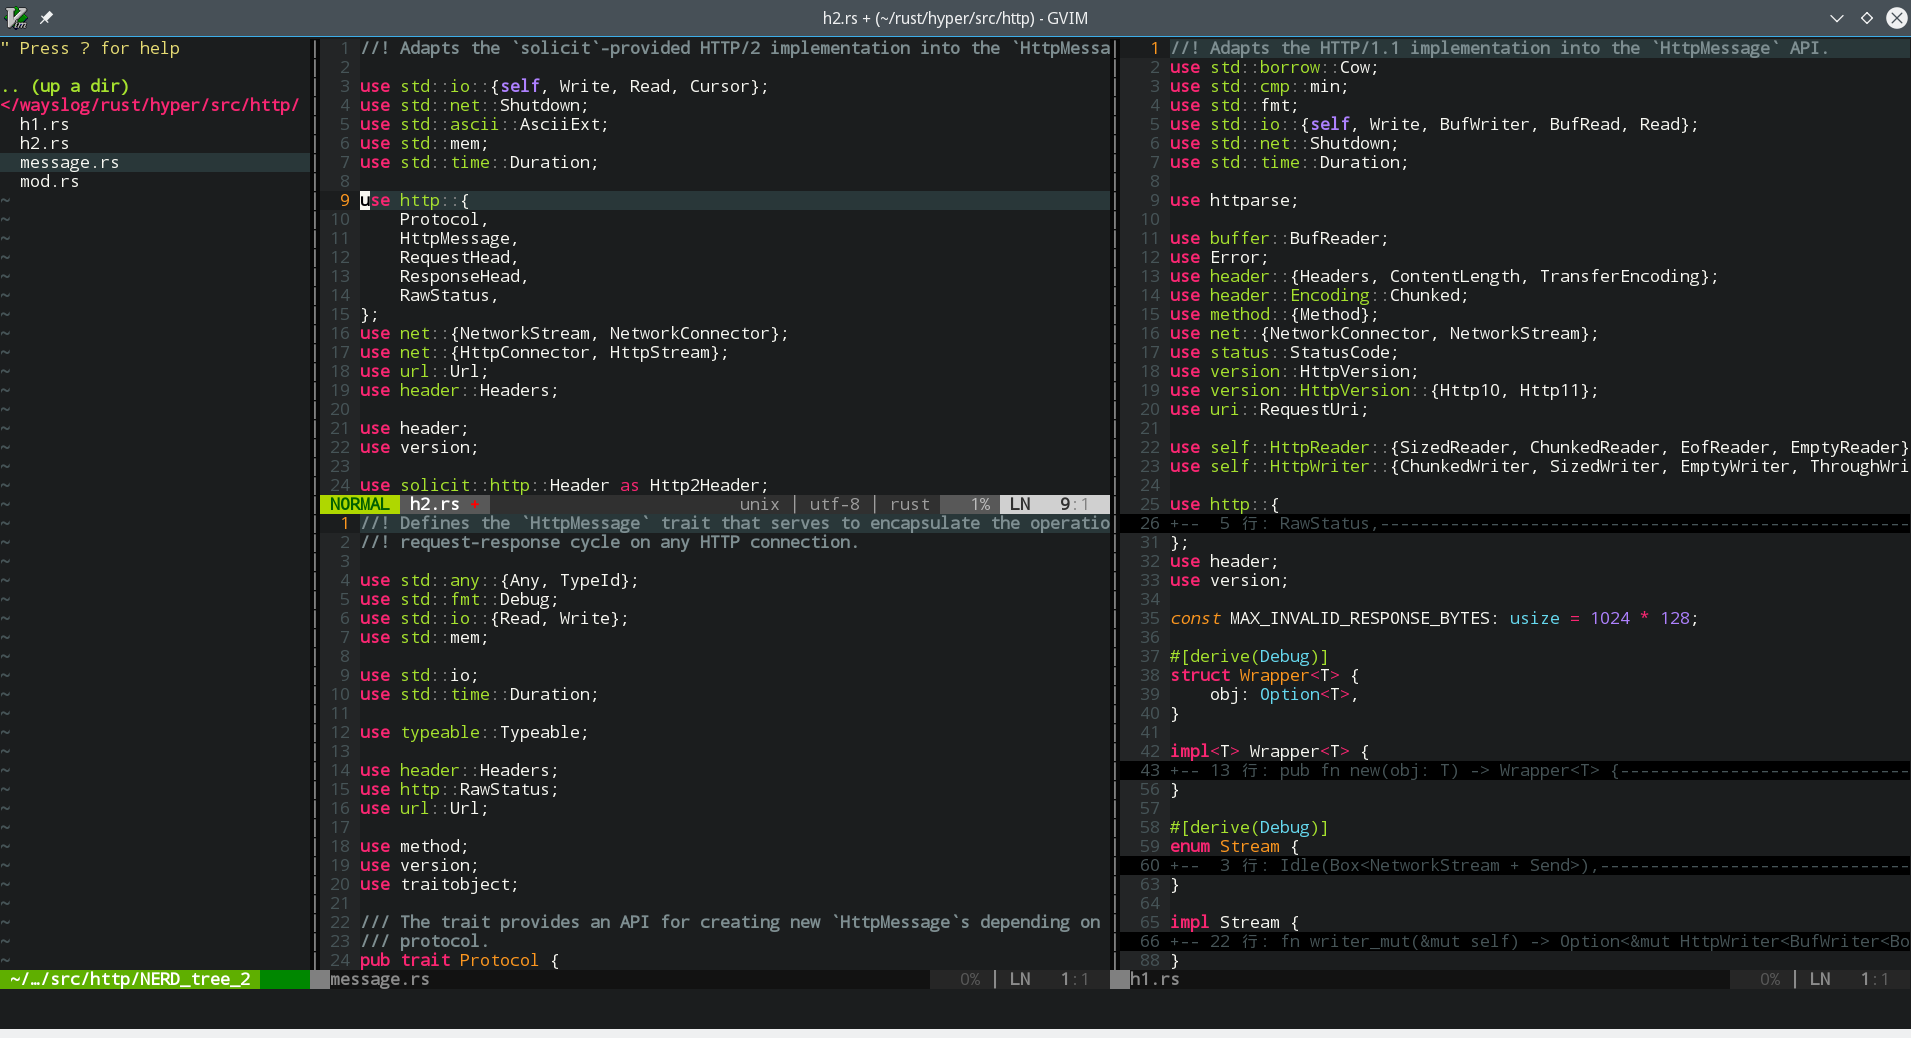 h2.rs + (~/rust/hyper/src/http) - GVIM
" Press ? for help
.. (up a dir)
</wayslog/rust/hyper/src/http/
h1.rs
h2.rs
message.rs
mod.rs
~/…/src/http/NERD_tree_2
1 //! Adapts the `solicit`-provided HTTP/2 implementation into the `HttpMessa
2
3 use std::io::{self, Write, Read, Cursor};
4 use std::net::Shutdown;
5 use std::ascii::AsciiExt;
6 use std::mem;
7 use std::time::Duration;
8
9 use http::{
10     Protocol,
11     HttpMessage,
12     RequestHead,
13     ResponseHead,
14     RawStatus,
15 };
16 use net::{NetworkStream, NetworkConnector};
17 use net::{HttpConnector, HttpStream};
18 use url::Url;
19 use header::Headers;
20
21 use header;
22 use version;
23
24 use solicit::http::Header as Http2Header;
NORMAL h2.rs + unix | utf-8 | rust 1% LN 9:1
1 //! Defines the `HttpMessage` trait that serves to encapsulate the operatio
2 //! request-response cycle on any HTTP connection.
3
4 use std::any::{Any, TypeId};
5 use std::fmt::Debug;
6 use std::io::{Read, Write};
7 use std::mem;
8
9 use std::io;
10 use std::time::Duration;
11
12 use typeable::Typeable;
13
14 use header::Headers;
15 use http::RawStatus;
16 use url::Url;
17
18 use method;
19 use version;
20 use traitobject;
21
22 /// The trait provides an API for creating new `HttpMessage`s depending on
23 /// protocol.
24 pub trait Protocol {
message.rs 0% | LN 1:1
1 //! Adapts the HTTP/1.1 implementation into the `HttpMessage` API.
2 use std::borrow::Cow;
3 use std::cmp::min;
4 use std::fmt;
5 use std::io::{self, Write, BufWriter, BufRead, Read};
6 use std::net::Shutdown;
7 use std::time::Duration;
8
9 use httparse;
10
11 use buffer::BufReader;
12 use Error;
13 use header::{Headers, ContentLength, TransferEncoding};
14 use header::Encoding::Chunked;
15 use method::{Method};
16 use net::{NetworkConnector, NetworkStream};
17 use status::StatusCode;
18 use version::HttpVersion;
19 use version::HttpVersion::{Http10, Http11};
20 use uri::RequestUri;
21
22 use self::HttpReader::{SizedReader, ChunkedReader, EofReader, EmptyReader}
23 use self::HttpWriter::{ChunkedWriter, SizedWriter, EmptyWriter, ThroughWri
24
25 use http::{
26 +--  5 行: RawStatus,-----------------------------------------------------
31 };
32 use header;
33 use version;
34
35 const MAX_INVALID_RESPONSE_BYTES: usize = 1024 * 128;
36
37 #[derive(Debug)]
38 struct Wrapper<T> {
39     obj: Option<T>,
40 }
41
42 impl<T> Wrapper<T> {
43 +-- 13 行: pub fn new(obj: T) -> Wrapper<T> {-----------------------------
56 }
57
58 #[derive(Debug)]
59 enum Stream {
60 +--  3 行: Idle(Box<NetworkStream + Send>),-------------------------------
63 }
64
65 impl Stream {
66 +-- 22 行: fn writer_mut(&mut self) -> Option<&mut HttpWriter<BufWriter<Bo
88 }
h1.rs 0% | LN 1:1